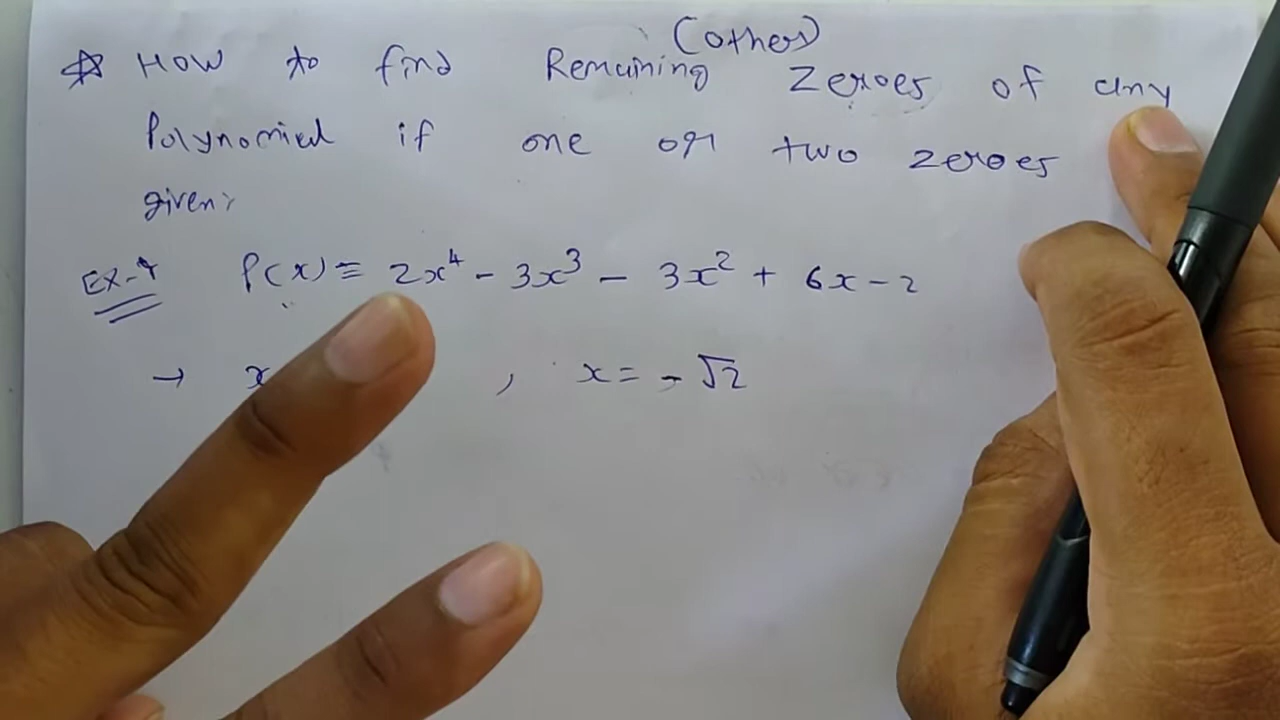 (other)
☆ How to find Remaining Zeroes of any
Polynomial if one or two zeroes
given:
Ex-4 P(x) = 2x⁴ - 3x³ - 3x² + 6x - 2
→ x , x = -√2